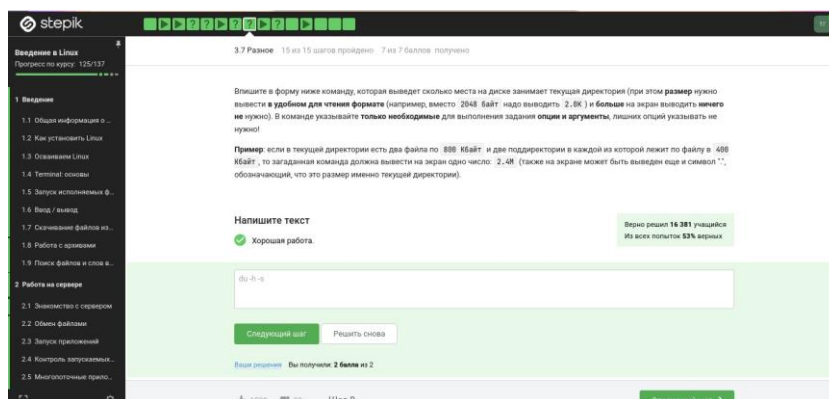 stepik
Введение в Linux
Прогресс по курсу: 125/137
1 Введение
1.1 Общая информация о ...
1.2 Как установить Linux
1.3 Осваиваем Linux
1.4 Terminal: основы
1.5 Запуск исполняемых ф...
1.6 Ввод / вывод
1.7 Скачивание файлов из...
1.8 Работа с архивами
1.9 Поиск файлов и слов в...
2 Работа на сервере
2.1 Знакомство с сервером
2.2 Обмен файлами
2.3 Запуск приложений
2.4 Контроль запускаемых...
2.5 Многопоточные прило...
3.7 Разное 15 из 15 шагов пройдено 7 из 7 баллов получено
Впишите в форму ниже команду, которая выведет сколько места на диске занимает текущая директория (при этом размер нужно
вывести в удобном для чтения формате (например, вместо 2048 байт надо выводить 2.0K ) и больше на экран выводить ничего
не нужно). В команде указывайте только необходимые для выполнения задания опции и аргументы, лишних опций указывать не
нужно!
Пример: если в текущей директории есть два файла по 800 Кбайт и две поддиректории в каждой из которой лежит по файлу в 400
Кбайт , то загаданная команда должна вывести на экран одно число: 2.4M (также на экране может быть выведен еще и символ ".",
обозначающий, что это размер именно текущей директории).
Напишите текст
Хорошая работа.
Верно решил 16 381 учащийся
Из всех попыток 53% верных
du -h -s
Следующий шаг
Решить снова
Ваши решения Вы получили: 2 балла из 2